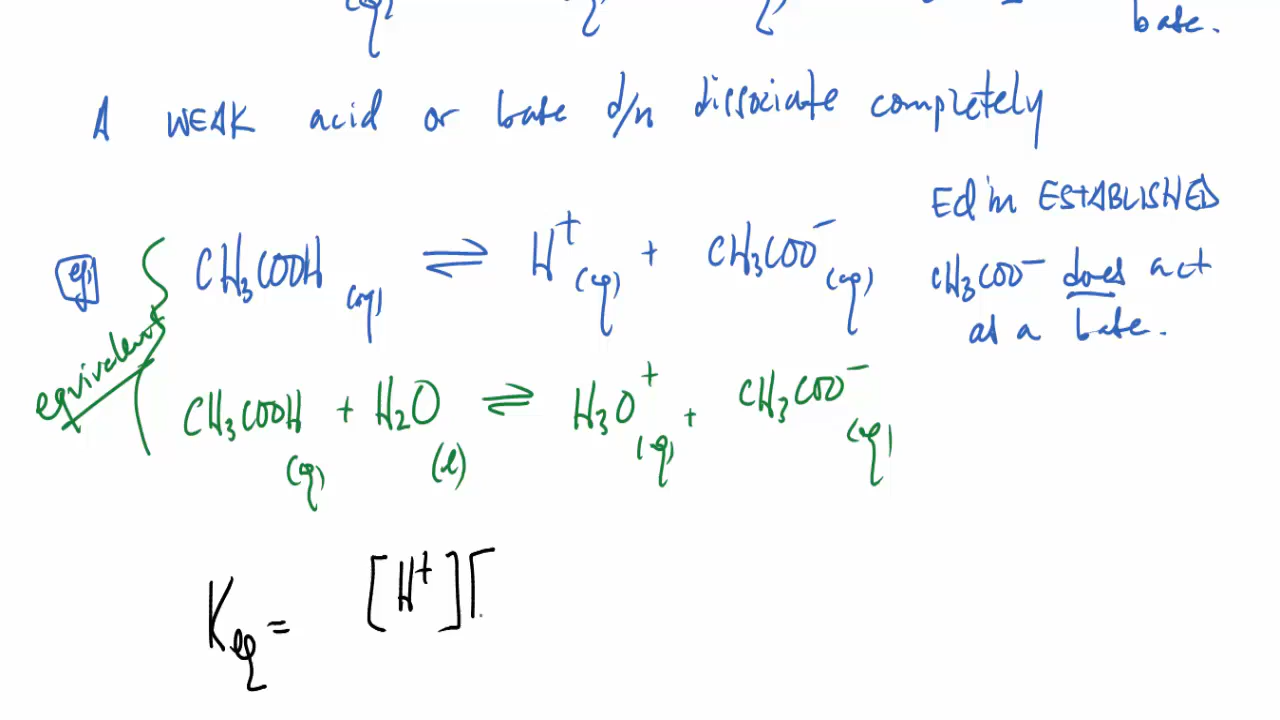 base.
A WEAK acid or base d/n dissociate completely
Eq'm ESTABLISHED
eg) CH₃COOH (aq) ⇌ H⁺ (aq) + CH₃COO⁻ (aq)
CH₃COO⁻ does act
as a base.
equivalent
CH₃COOH (aq) + H₂O (l) ⇌ H₃O⁺ (aq) + CH₃COO⁻ (aq)
Keq = [H⁺][